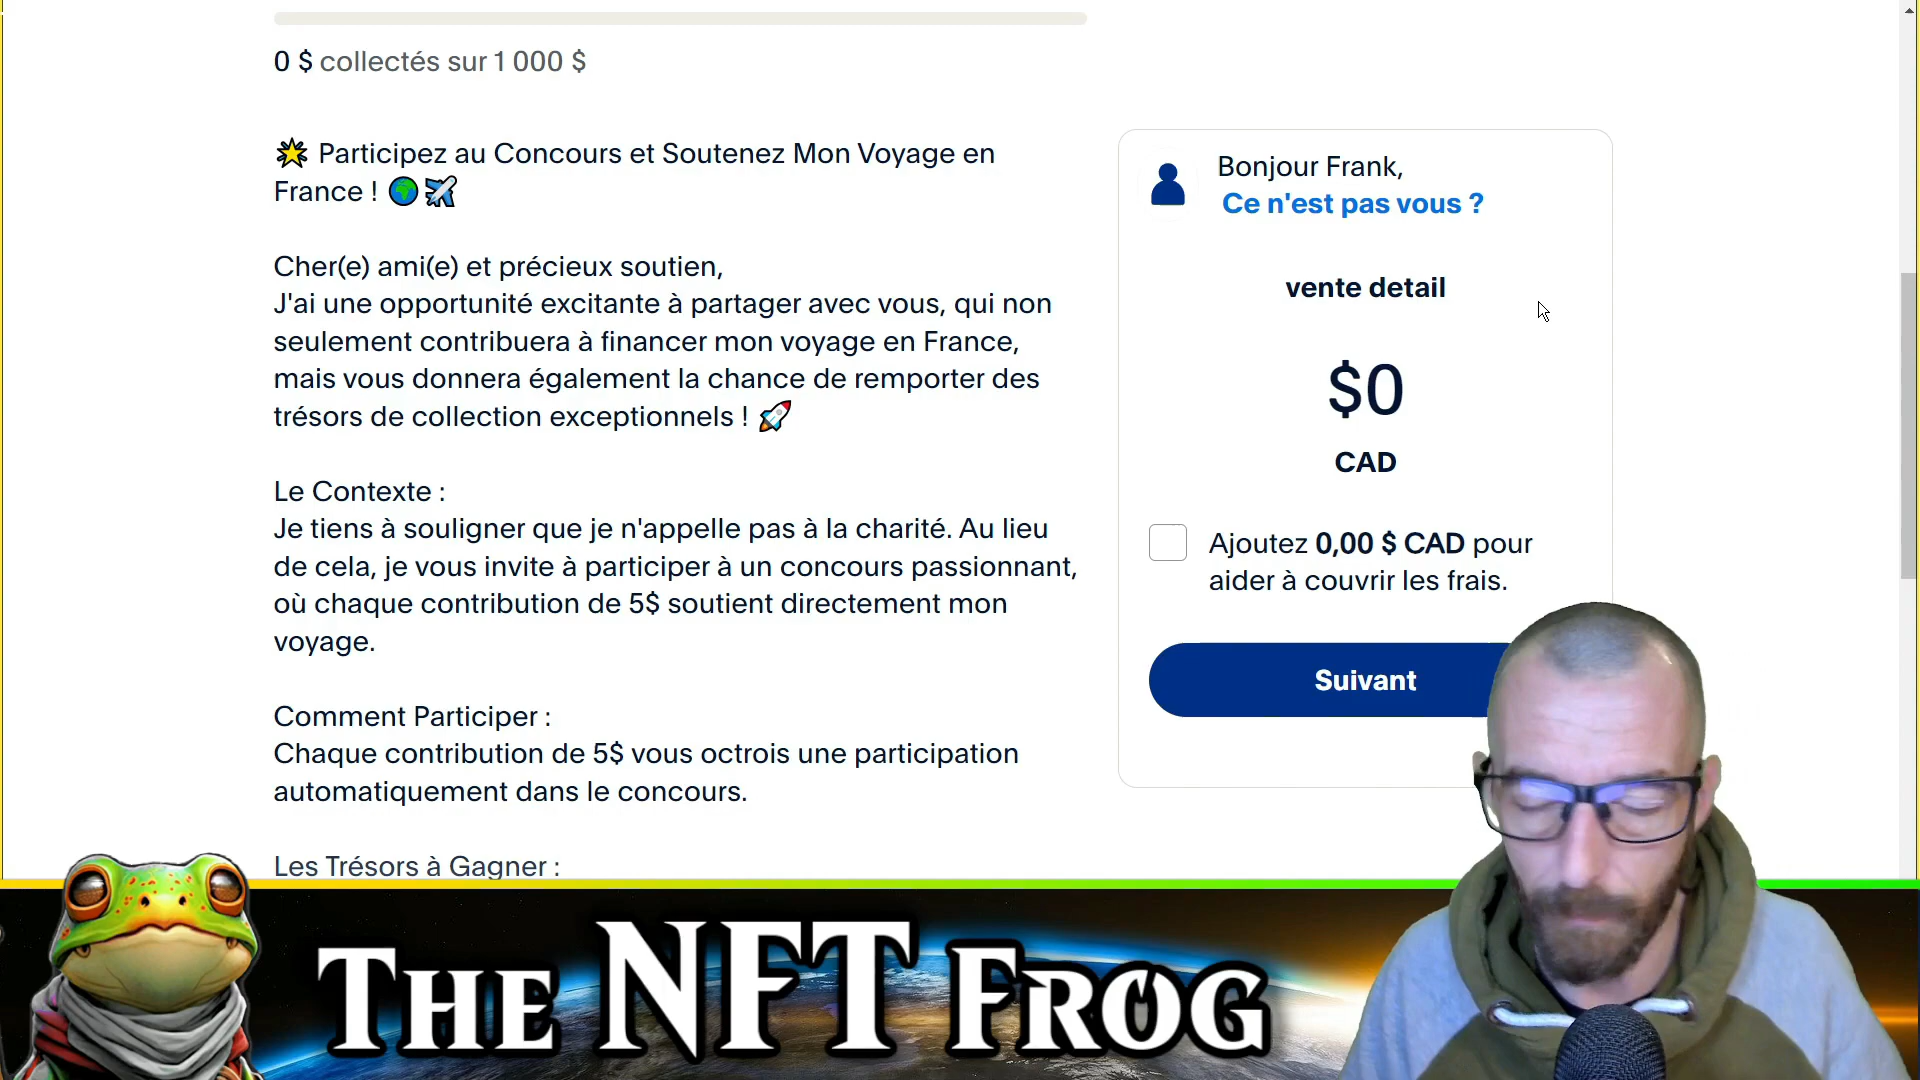 0 $ collectés sur 1 000 $
🌟 Participez au Concours et Soutenez Mon Voyage en
France ! 🌍✈️
Cher(e) ami(e) et précieux soutien,
J'ai une opportunité excitante à partager avec vous, qui non
seulement contribuera à financer mon voyage en France,
mais vous donnera également la chance de remporter des
trésors de collection exceptionnels ! 🚀
Le Contexte :
Je tiens à souligner que je n'appelle pas à la charité. Au lieu
de cela, je vous invite à participer à un concours passionnant,
où chaque contribution de 5$ soutient directement mon
voyage.
Comment Participer :
Chaque contribution de 5$ vous octrois une participation
automatiquement dans le concours.
Les Trésors à Gagner :
Bonjour Frank,
Ce n'est pas vous ?
vente detail
$0
CAD
Ajoutez 0,00 $ CAD pour
aider à couvrir les frais.
Suivant
THE NFT FROG